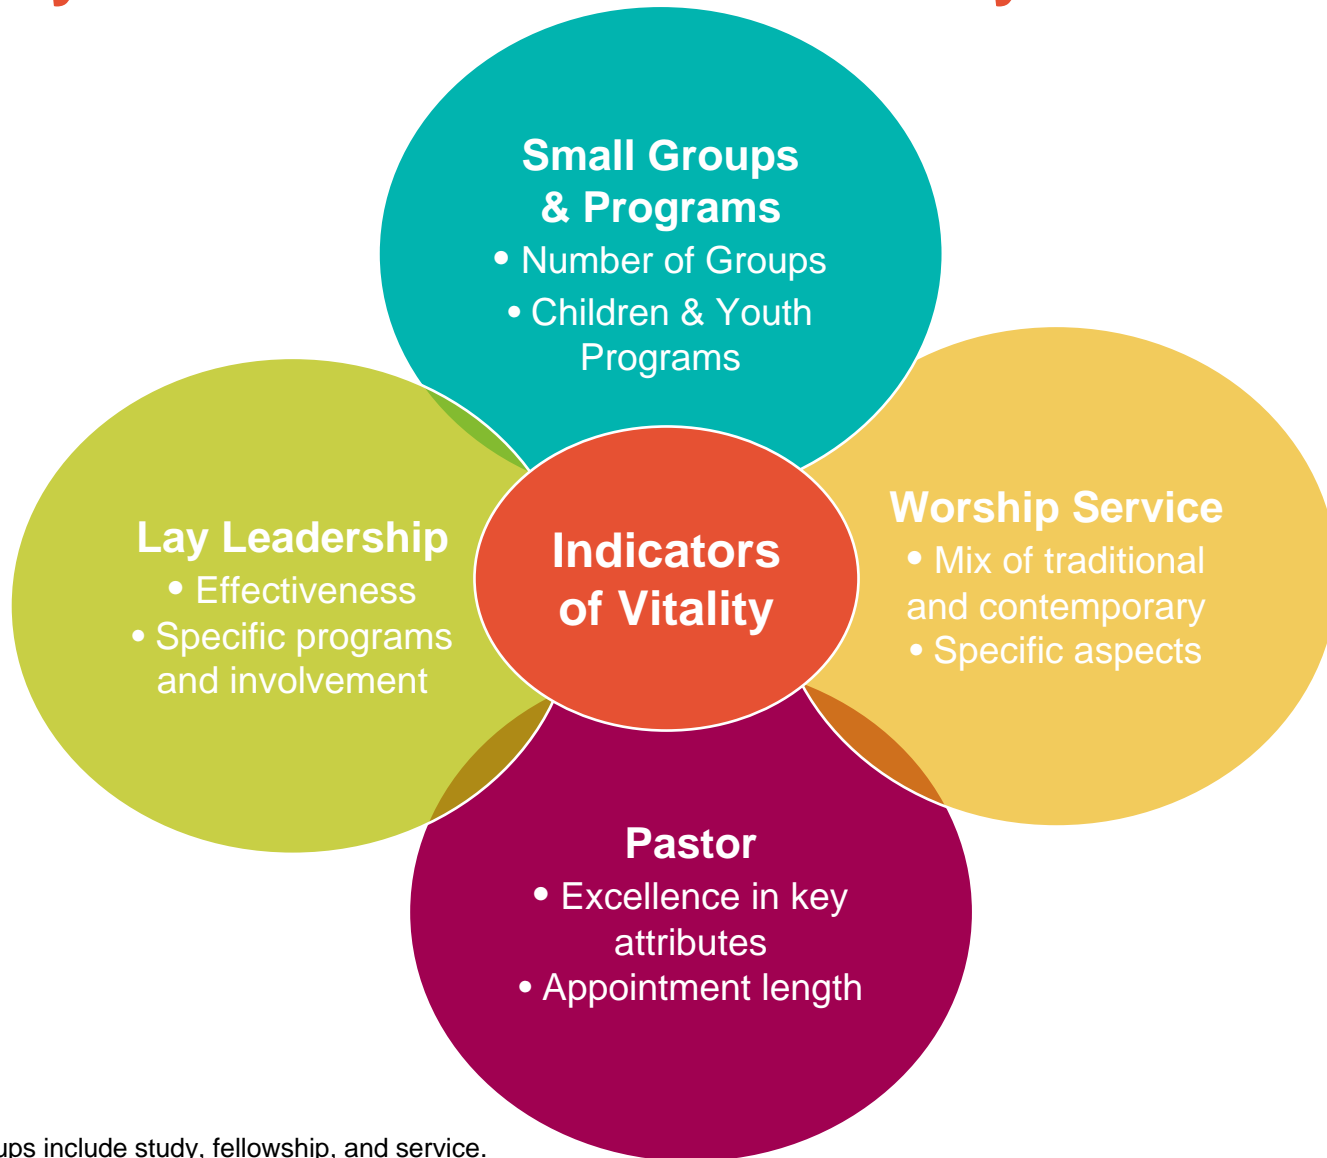 Small Groups
& Programs
• Number of Groups
• Children & Youth
Programs
Lay Leadership
• Effectiveness
• Specific programs
and involvement
Indicators
of Vitality
Worship Service
• Mix of traditional
and contemporary
• Specific aspects
Pastor
• Excellence in key
attributes
• Appointment length
include study, fellowship, and service.